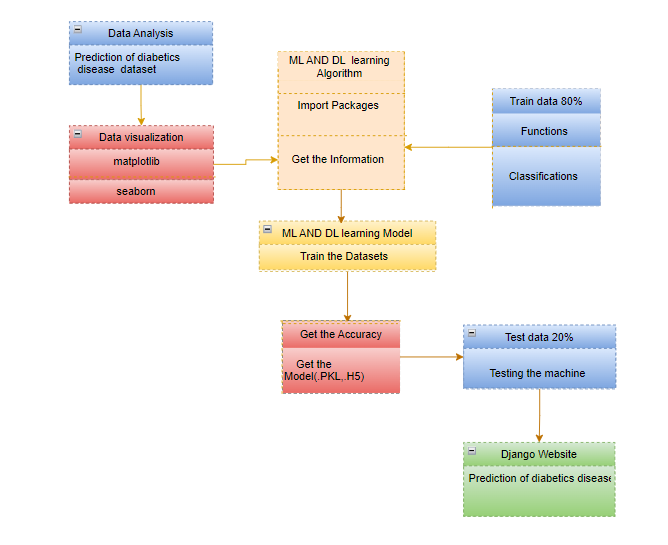 Data Analysis
Prediction of diabetics
disease dataset
Data visualization
matplotlib
seaborn
ML AND DL learning
Algorithm
Import Packages
Get the Information
Train data 80%
Functions
Classifications
ML AND DL learning Model
Train the Datasets
Get the Accuracy
Get the
Model(.PKL,.H5)
Test data 20%
Testing the machine
Django Website
Prediction of diabetics disease